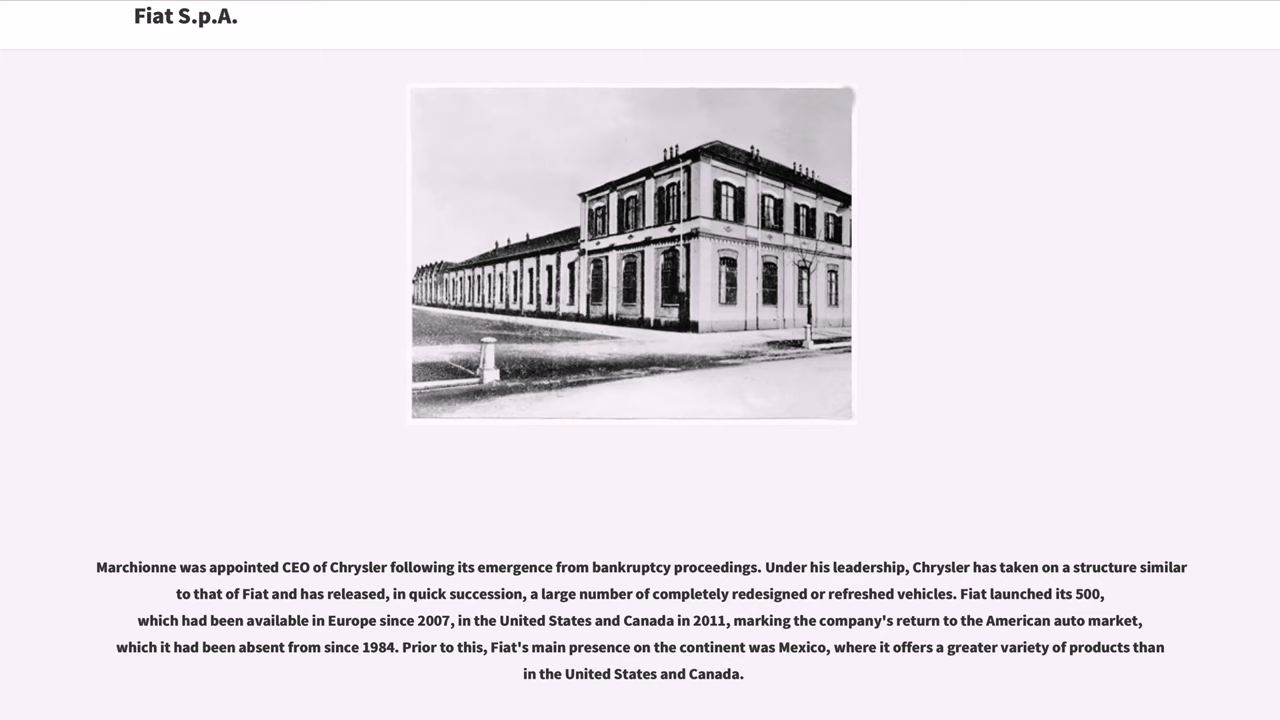 Fiat S.p.A.
Marchionne was appointed CEO of Chrysler following its emergence from bankruptcy proceedings. Under his leadership, Chrysler has taken on a structure similar
to that of Fiat and has released, in quick succession, a large number of completely redesigned or refreshed vehicles. Fiat launched its 500,
which had been available in Europe since 2007, in the United States and Canada in 2011, marking the company's return to the American auto market,
which it had been absent from since 1984. Prior to this, Fiat's main presence on the continent was Mexico, where it offers a greater variety of products than
in the United States and Canada.